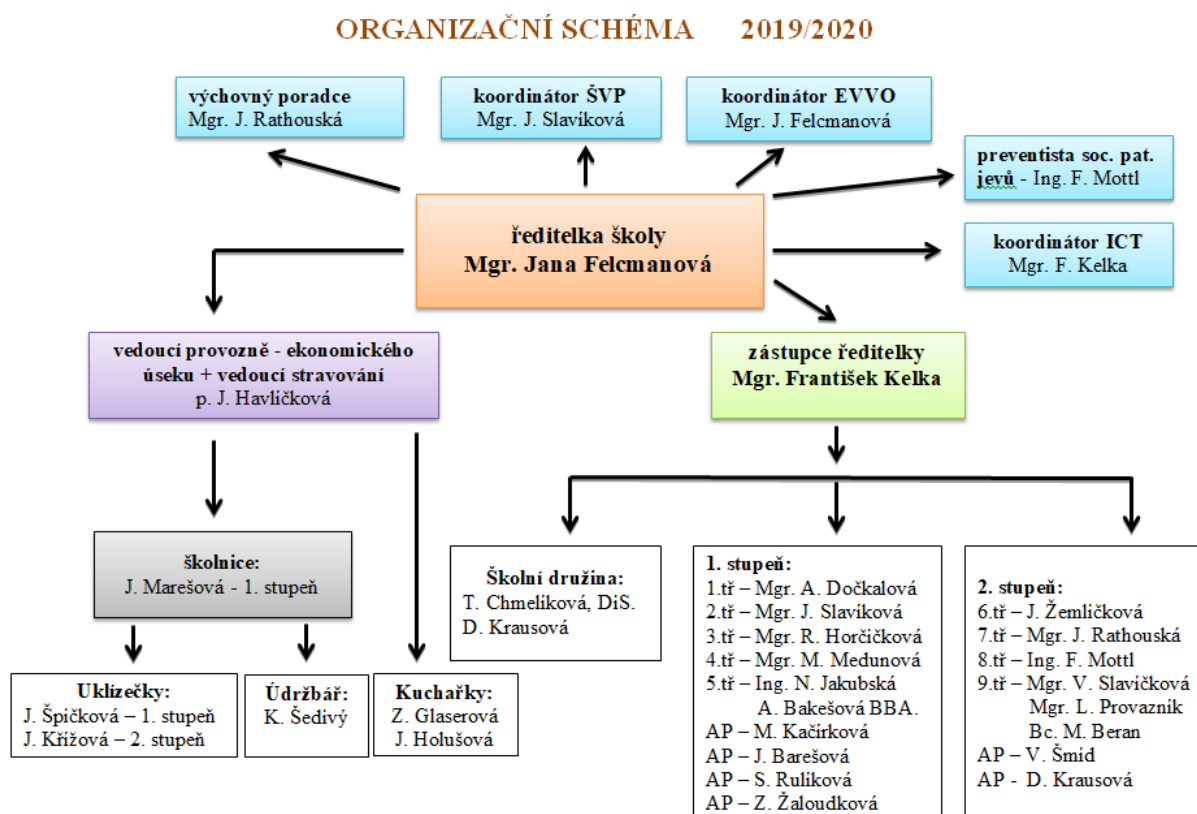 ORGANIZAČNÍ SCHÉMA 2019/2020
výchovný poradce
Mgr. J. Rathouská
koordinátor ŠVP
Mgr. J. Slavíková
koordinátor EVVO
Mgr. J. Felcmanová
preventista soc. pat.
jevů - Ing. F. Mottl
ředitelka školy
Mgr. Jana Felcmanová
koordinátor ICT
Mgr. F. Kelka
vedoucí provozně - ekonomického
úseku + vedoucí stravování
p. J. Havlíčková
zástupce ředitelky
Mgr. František Kelka
školnice:
J. Marešová - 1. stupeň
Uklízečky:
J. Špičková – 1. stupeň
J. Křížová – 2. stupeň
Údržbář:
K. Šedivý
Kuchařky:
Z. Glaserová
J. Holušová
Školní družina:
T. Chmelíková, DiS.
D. Krausová
1. stupeň:
1.tř – Mgr. A. Dočkalová
2.tř – Mgr. J. Slavíková
3.tř – Mgr. R. Horčičková
4.tř – Mgr. M. Medunová
5.tř – Ing. N. Jakubská
A. Bakešová BBA.
AP – M. Kačírková
AP – J. Barešová
AP – S. Rulíková
AP – Z. Žaloudková
2. stupeň:
6.tř – J. Žemličková
7.tř – Mgr. J. Rathouská
8.tř – Ing. F. Mottl
9.tř – Mgr. V. Slavíčková
Mgr. L. Provazník
Bc. M. Beran
AP – V. Šmíd
AP - D. Krausová